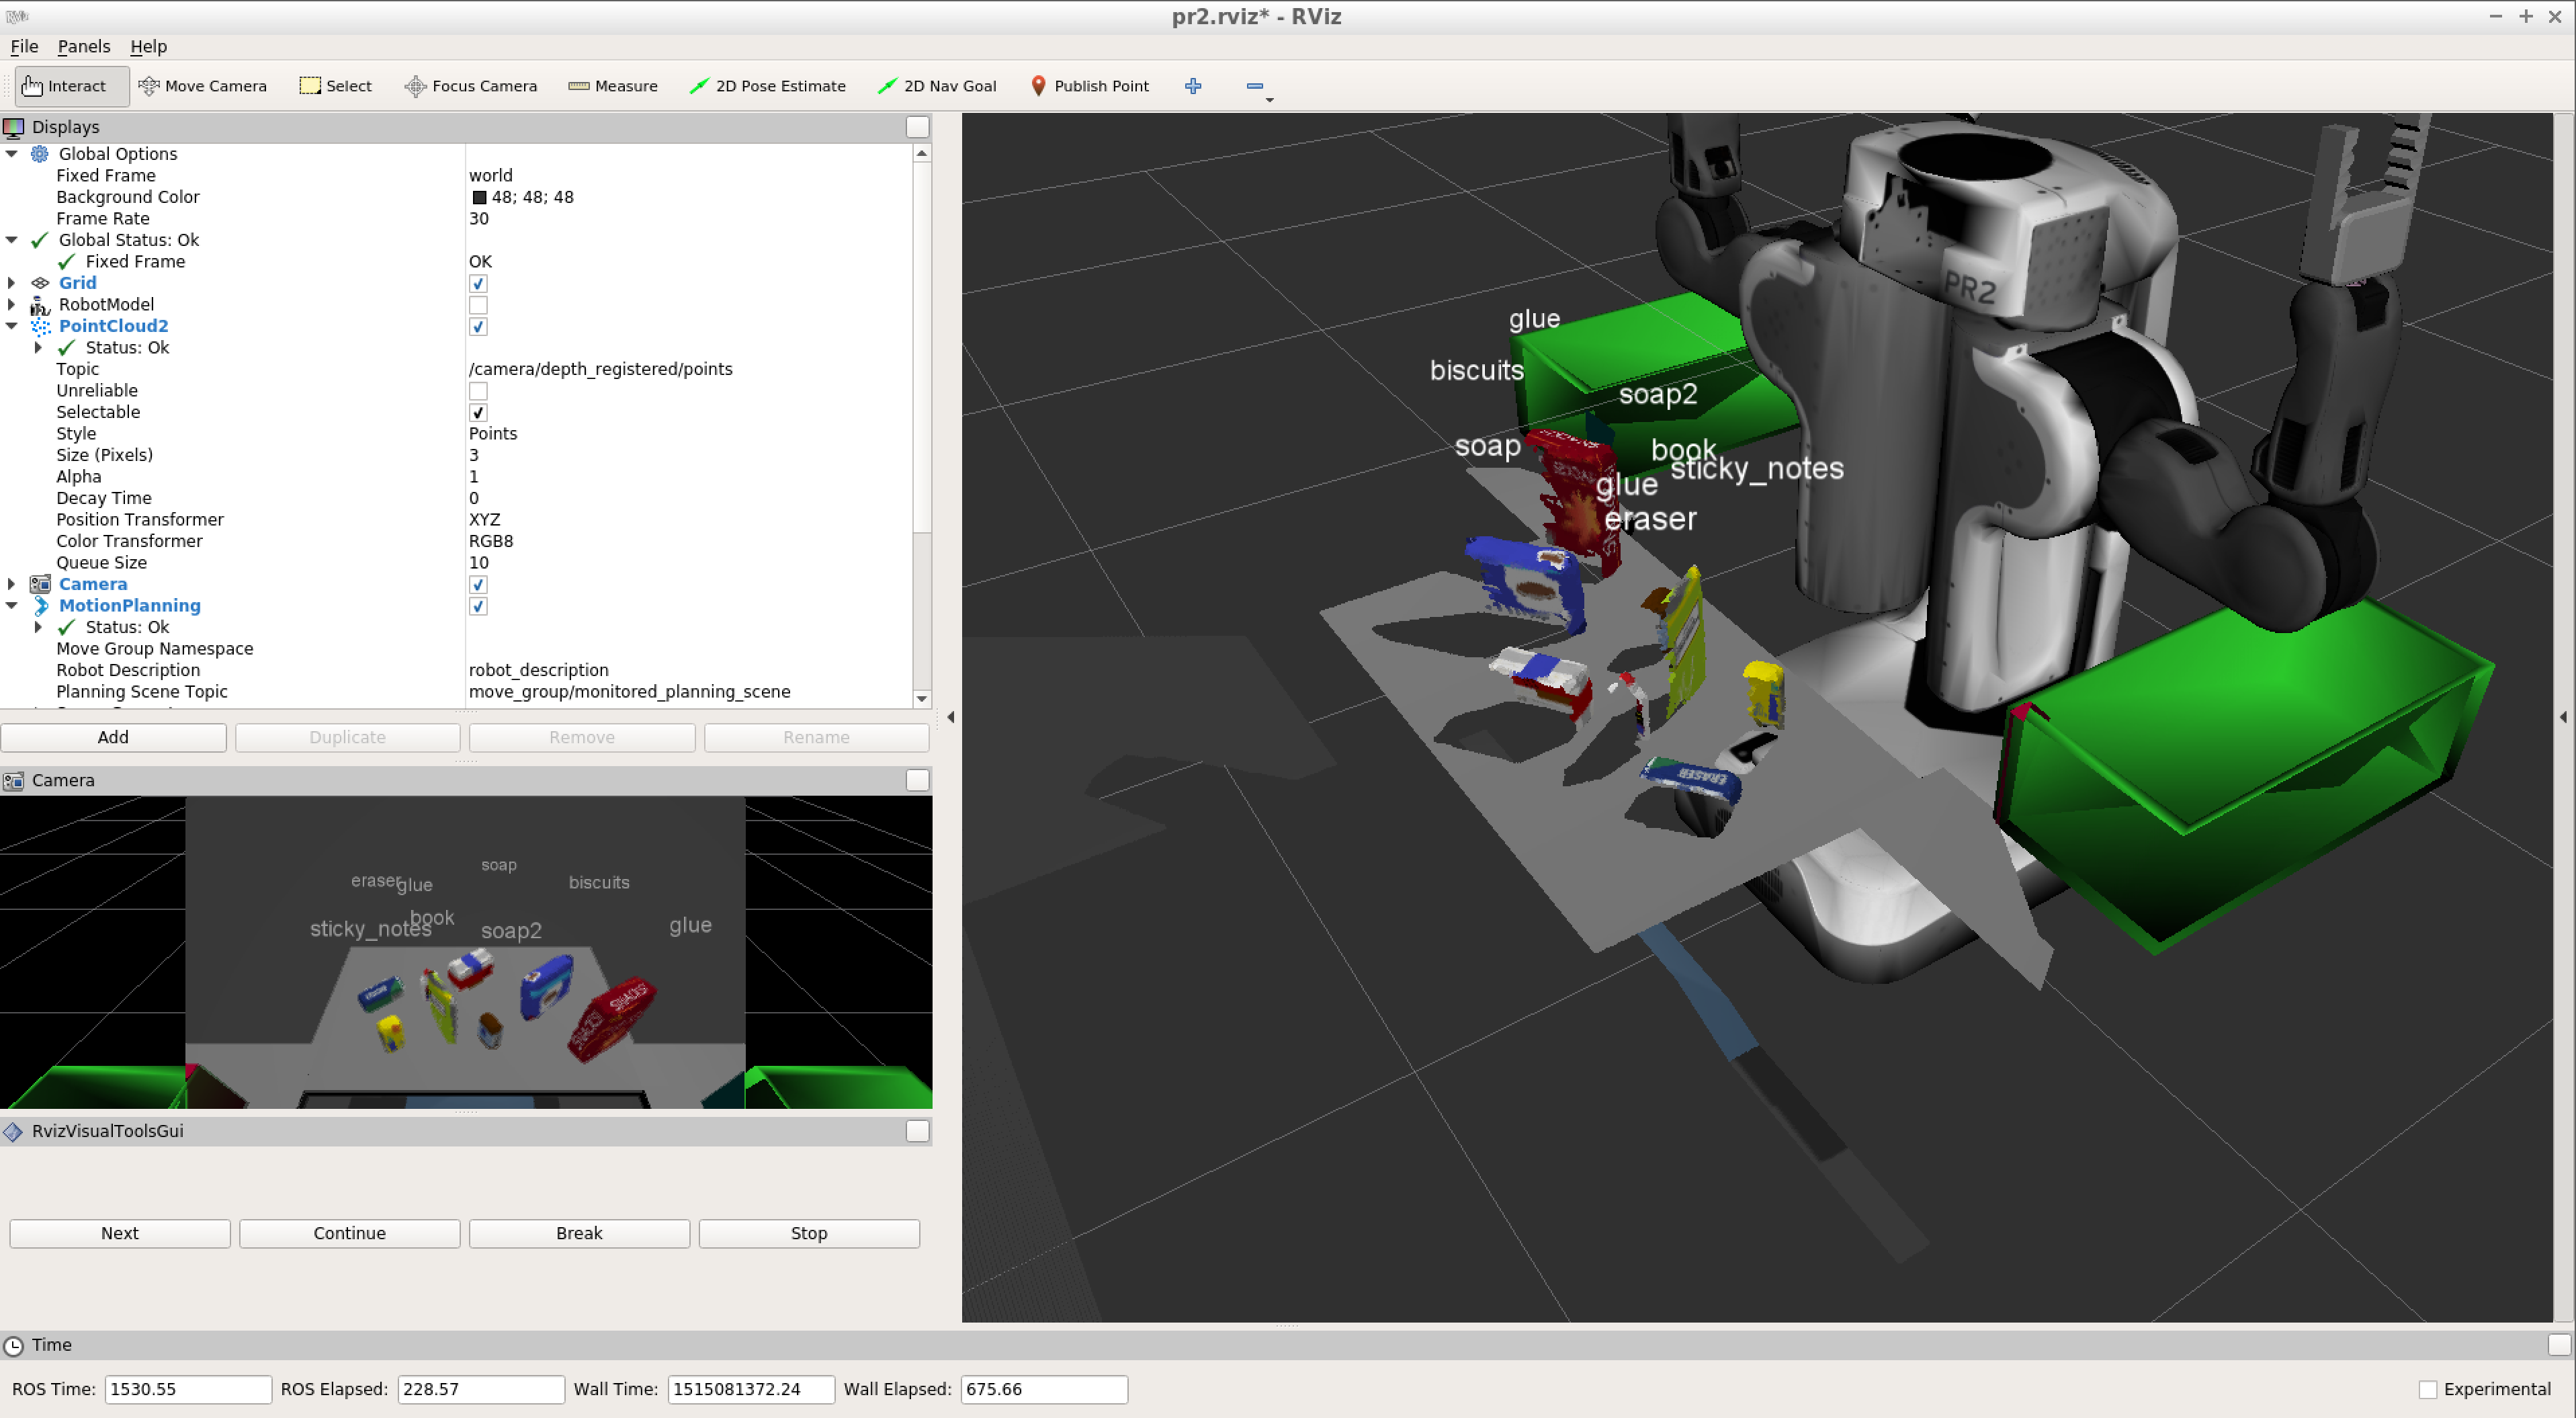 pr2.rviz* - RViz
File Panels Help
Interact Move Camera Select Focus Camera Measure 2D Pose Estimate 2D Nav Goal Publish Point
Displays
Global Options
Fixed Frame world
Background Color 48; 48; 48
Frame Rate 30
Global Status: Ok
Fixed Frame OK
Grid
RobotModel
PointCloud2
Status: Ok
Topic /camera/depth_registered/points
Unreliable
Selectable
Style Points
Size (Pixels) 3
Alpha 1
Decay Time 0
Position Transformer XYZ
Color Transformer RGB8
Queue Size 10
Camera
MotionPlanning
Status: Ok
Move Group Namespace
Robot Description robot_description
Planning Scene Topic move_group/monitored_planning_scene
Add Duplicate Remove Rename
Camera
soap
eraser glue biscuits
book
sticky_notes soap2 glue
SNACKS
RvizVisualToolsGui
Next Continue Break Stop
PR2
glue
biscuits
soap2
soap book
sticky_notes
glue
eraser
ERASER
Time
ROS Time: 1530.55 ROS Elapsed: 228.57 Wall Time: 1515081372.24 Wall Elapsed: 675.66 Experimental